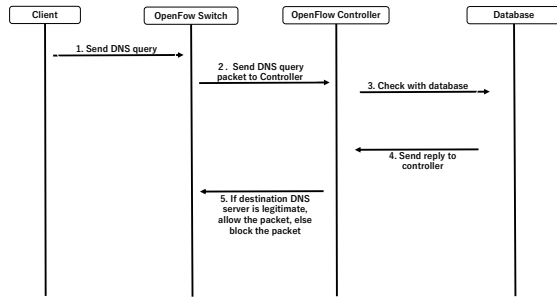 Client
OpenFow Switch
OpenFlow Controller
Database
1. Send DNS query
2. Send DNS query
packet to Controller
3. Check with database
4. Send reply to
controller
5. If destination DNS
server is legitimate,
allow the packet, else
block the packet